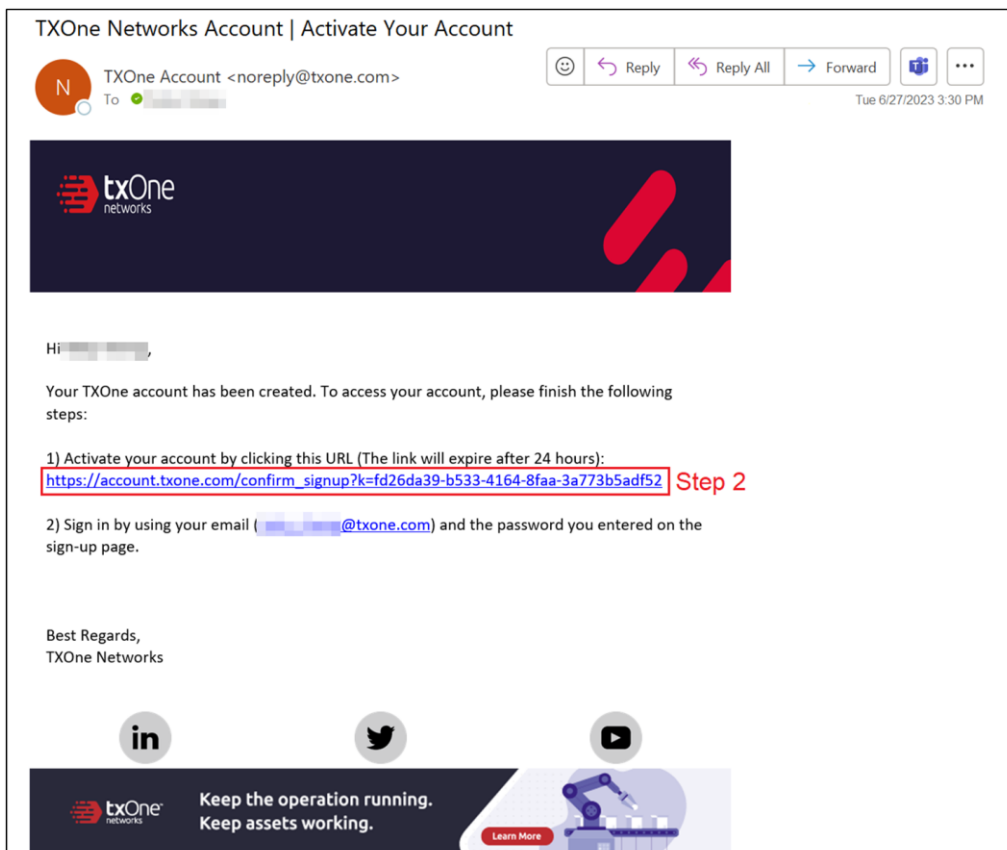 TXOne Networks Account | Activate Your Account
N
TXOne Account <noreply@txone.com>
To
Reply
Reply All
Forward
Tue 6/27/2023 3:30 PM
txOne
networks
Hi ,
Your TXOne account has been created. To access your account, please finish the following
steps:
1) Activate your account by clicking this URL (The link will expire after 24 hours):
https://account.txone.com/confirm_signup?k=fd26da39-b533-4164-8faa-3a773b5adf52 Step 2
2) Sign in by using your email ( @txone.com) and the password you entered on the
sign-up page.
Best Regards,
TXOne Networks
in
txOne
networks
Keep the operation running.
Keep assets working.
Learn More